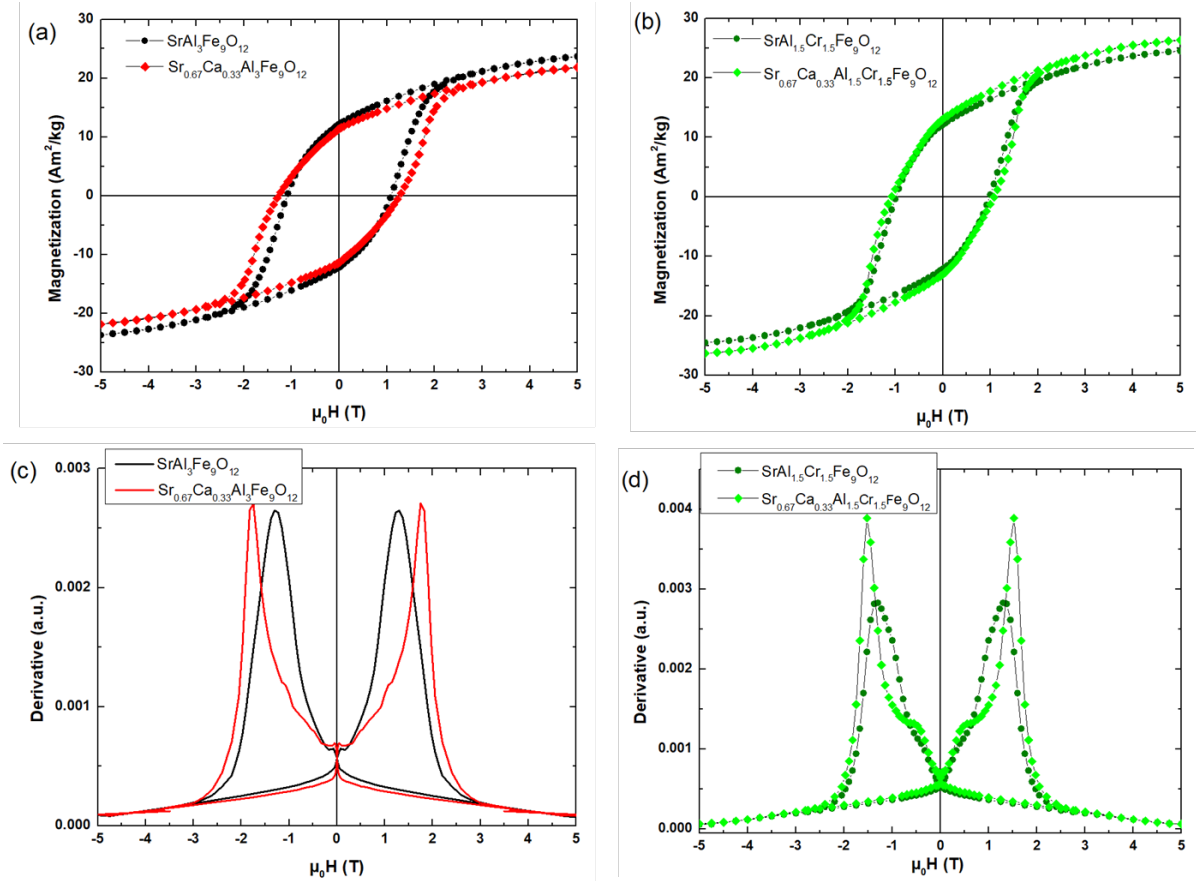 (a)
SrAl₃Fe₉O₁₂
Sr₀.₆₇Ca₀.₃₃Al₃Fe₉O₁₂
Magnetization (Am²/kg)
30
20
10
0
-10
-20
-30
-5 -4 -3 -2 -1 0 1 2 3 4 5
μ₀H (T)
(b)
SrAl₁.₅Cr₁.₅Fe₉O₁₂
Sr₀.₆₇Ca₀.₃₃Al₁.₅Cr₁.₅Fe₉O₁₂
Magnetization (Am²/kg)
30
20
10
0
-10
-20
-30
-5 -4 -3 -2 -1 0 1 2 3 4 5
μ₀H (T)
(c)
SrAl₃Fe₉O₁₂
Sr₀.₆₇Ca₀.₃₃Al₃Fe₉O₁₂
Derivative (a.u.)
0.003
0.002
0.001
0.000
-5 -4 -3 -2 -1 0 1 2 3 4 5
μ₀H (T)
(d)
SrAl₁.₅Cr₁.₅Fe₉O₁₂
Sr₀.₆₇Ca₀.₃₃Al₁.₅Cr₁.₅Fe₉O₁₂
Derivative (a.u.)
0.004
0.003
0.002
0.001
0.000
-5 -4 -3 -2 -1 0 1 2 3 4 5
μ₀H (T)